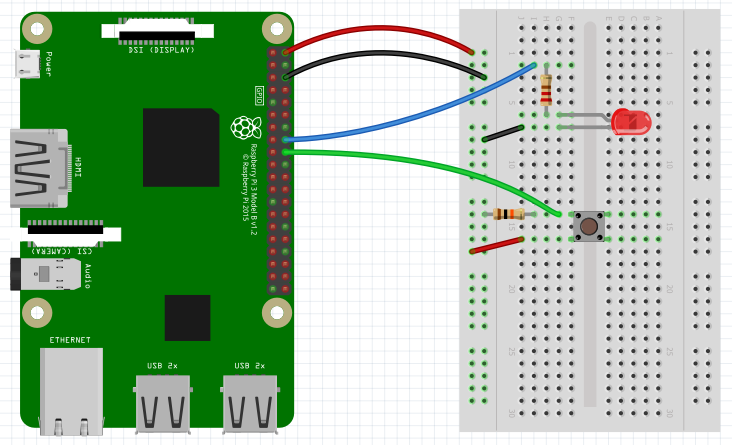 DSI (DISPLAY)
Power
GPIO
HDMI
Raspberry Pi 3 Model B v1.2
© Raspberry Pi 2015
CSI (CAMERA)
Audio
ETHERNET
USB 2x
USB 2x
J I H G F E D C B A
1 1
5 5
10 10
15 15
20 20
25 25
30 30